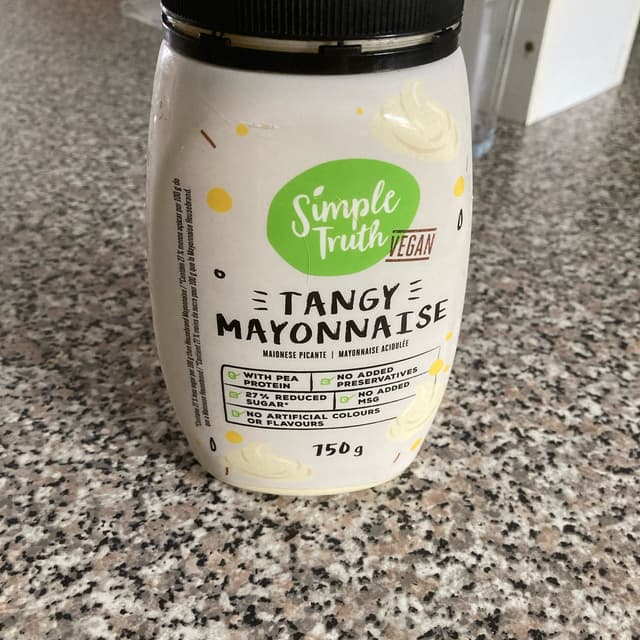 Simple
Truth
VEGAN
TANGY
MAYONNAISE
MAIONESE PICANTE | MAYONNAISE ACIDULÉE
WITH PEA
PROTEIN
NO ADDED
PRESERVATIVES
27% REDUCED
SUGAR*
NO ADDED
MSG
NO ARTIFICIAL COLOURS
OR FLAVOURS
750g